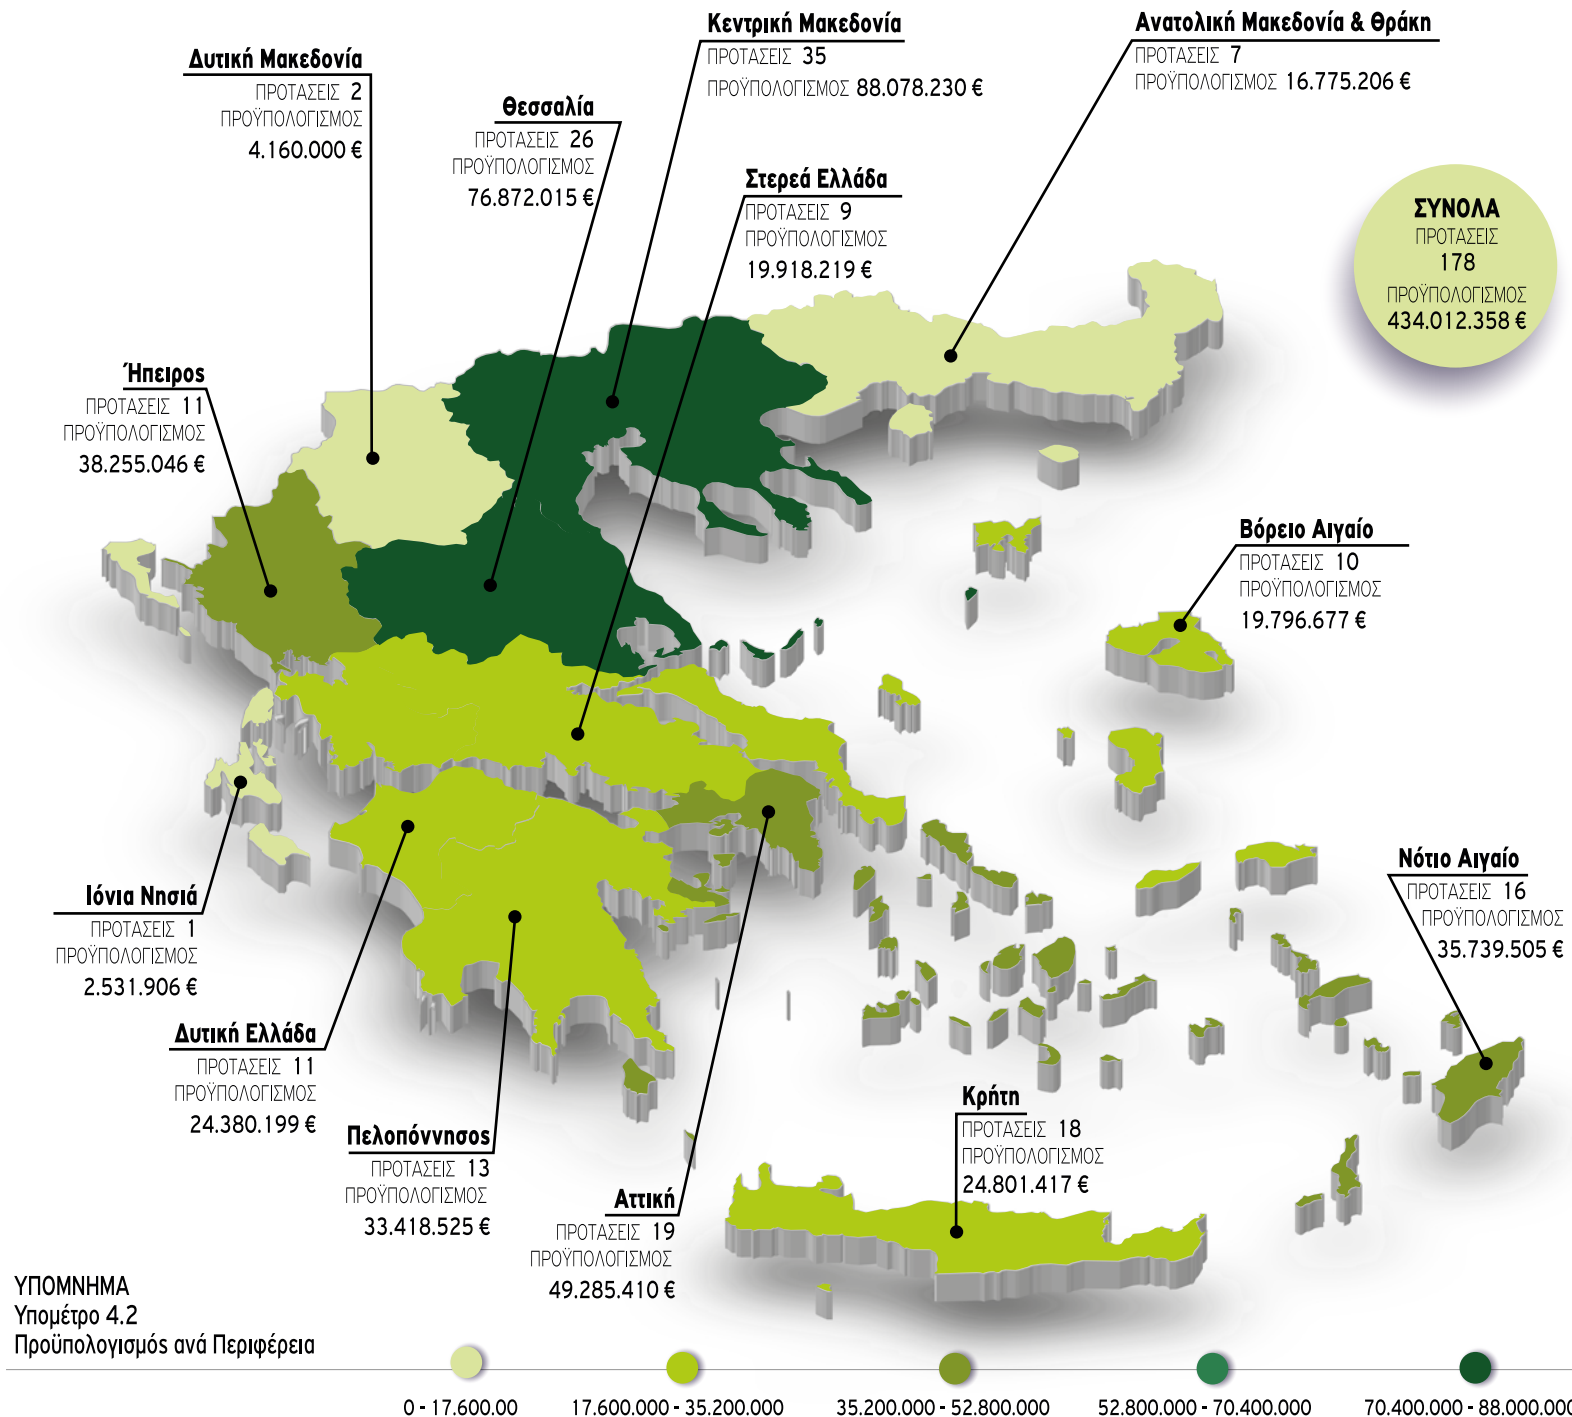 Κεντρική Μακεδονία
ΠΡΟΤΑΣΕΙΣ 35
ΠΡΟΫΠΟΛΟΓΙΣΜΟΣ 88.078.230 €
Ανατολική Μακεδονία & Θράκη
ΠΡΟΤΑΣΕΙΣ 7
ΠΡΟΫΠΟΛΟΓΙΣΜΟΣ 16.775.206 €
Δυτική Μακεδονία
ΠΡΟΤΑΣΕΙΣ 2
ΠΡΟΫΠΟΛΟΓΙΣΜΟΣ
4.160.000 €
Θεσσαλία
ΠΡΟΤΑΣΕΙΣ 26
ΠΡΟΫΠΟΛΟΓΙΣΜΟΣ
76.872.015 €
Στερεά Ελλάδα
ΠΡΟΤΑΣΕΙΣ 9
ΠΡΟΫΠΟΛΟΓΙΣΜΟΣ
19.918.219 €
ΣΥΝΟΛΑ
ΠΡΟΤΑΣΕΙΣ
178
ΠΡΟΫΠΟΛΟΓΙΣΜΟΣ
434.012.358 €
Ήπειρος
ΠΡΟΤΑΣΕΙΣ 11
ΠΡΟΫΠΟΛΟΓΙΣΜΟΣ
38.255.046 €
Βόρειο Αιγαίο
ΠΡΟΤΑΣΕΙΣ 10
ΠΡΟΫΠΟΛΟΓΙΣΜΟΣ
19.796.677 €
Νότιο Αιγαίο
ΠΡΟΤΑΣΕΙΣ 16
ΠΡΟΫΠΟΛΟΓΙΣΜΟΣ
35.739.505 €
Ιόνια Νησιά
ΠΡΟΤΑΣΕΙΣ 1
ΠΡΟΫΠΟΛΟΓΙΣΜΟΣ
2.531.906 €
Δυτική Ελλάδα
ΠΡΟΤΑΣΕΙΣ 11
ΠΡΟΫΠΟΛΟΓΙΣΜΟΣ
24.380.199 €
Πελοπόννησος
ΠΡΟΤΑΣΕΙΣ 13
ΠΡΟΫΠΟΛΟΓΙΣΜΟΣ
33.418.525 €
Αττική
ΠΡΟΤΑΣΕΙΣ 19
ΠΡΟΫΠΟΛΟΓΙΣΜΟΣ
49.285.410 €
Κρήτη
ΠΡΟΤΑΣΕΙΣ 18
ΠΡΟΫΠΟΛΟΓΙΣΜΟΣ
24.801.417 €
ΥΠΟΜΝΗΜΑ
Υπομέτρο 4.2
Προϋπολογισμός ανά Περιφέρεια
0 - 17.600.00
17.600.000 - 35.200.000
35.200.000 - 52.800.000
52.800.000 - 70.400.000
70.400.000 - 88.000.000